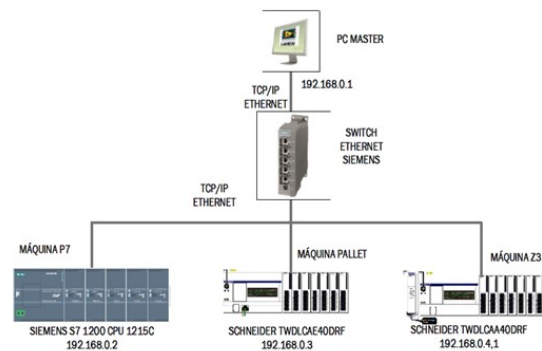 PC MASTER
192.168.0.1
TCP/IP
ETHERNET
SWITCH
ETHERNET
SIEMENS
TCP/IP
ETHERNET
MÁQUINA P7
MÁQUINA PALLET
MÁQUINA Z3
SIEMENS S7 1200 CPU 1215C
192.168.0.2
SCHNEIDER TWDLCAE40DRF
192.168.0.3
SCHNEIDER TWDLCAA40DRF
192.168.0.4,1